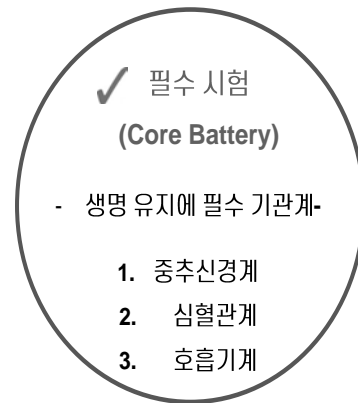 ✓ 필수 시험
(Core Battery)
- 생명 유지에 필수 기관계-
1. 중추신경계
2. 심혈관계
3. 호흡기계